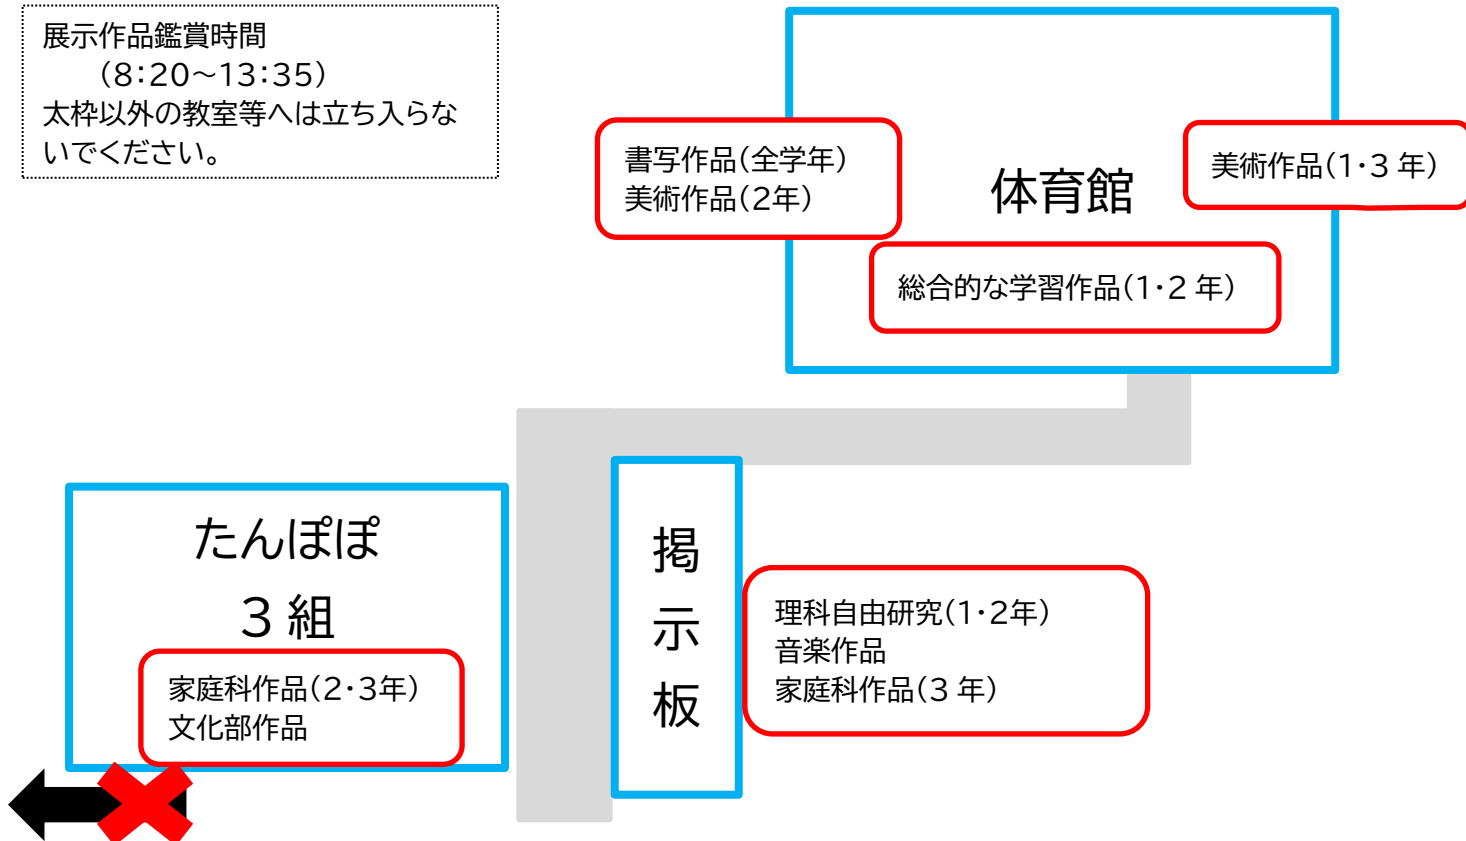 展示作品鑑賞時間
（8：20～13：35）
太枠以外の教室等へは立ち入らな
いでください。
書写作品（全学年）
美術作品（2年）
体育館
美術作品（1・3 年）
総合的な学習作品（1・2 年）
たんぽぽ
３組
家庭科作品（2・3年）
文化部作品
掲
示
板
理科自由研究（1・2年）
音楽作品
家庭科作品（3 年）